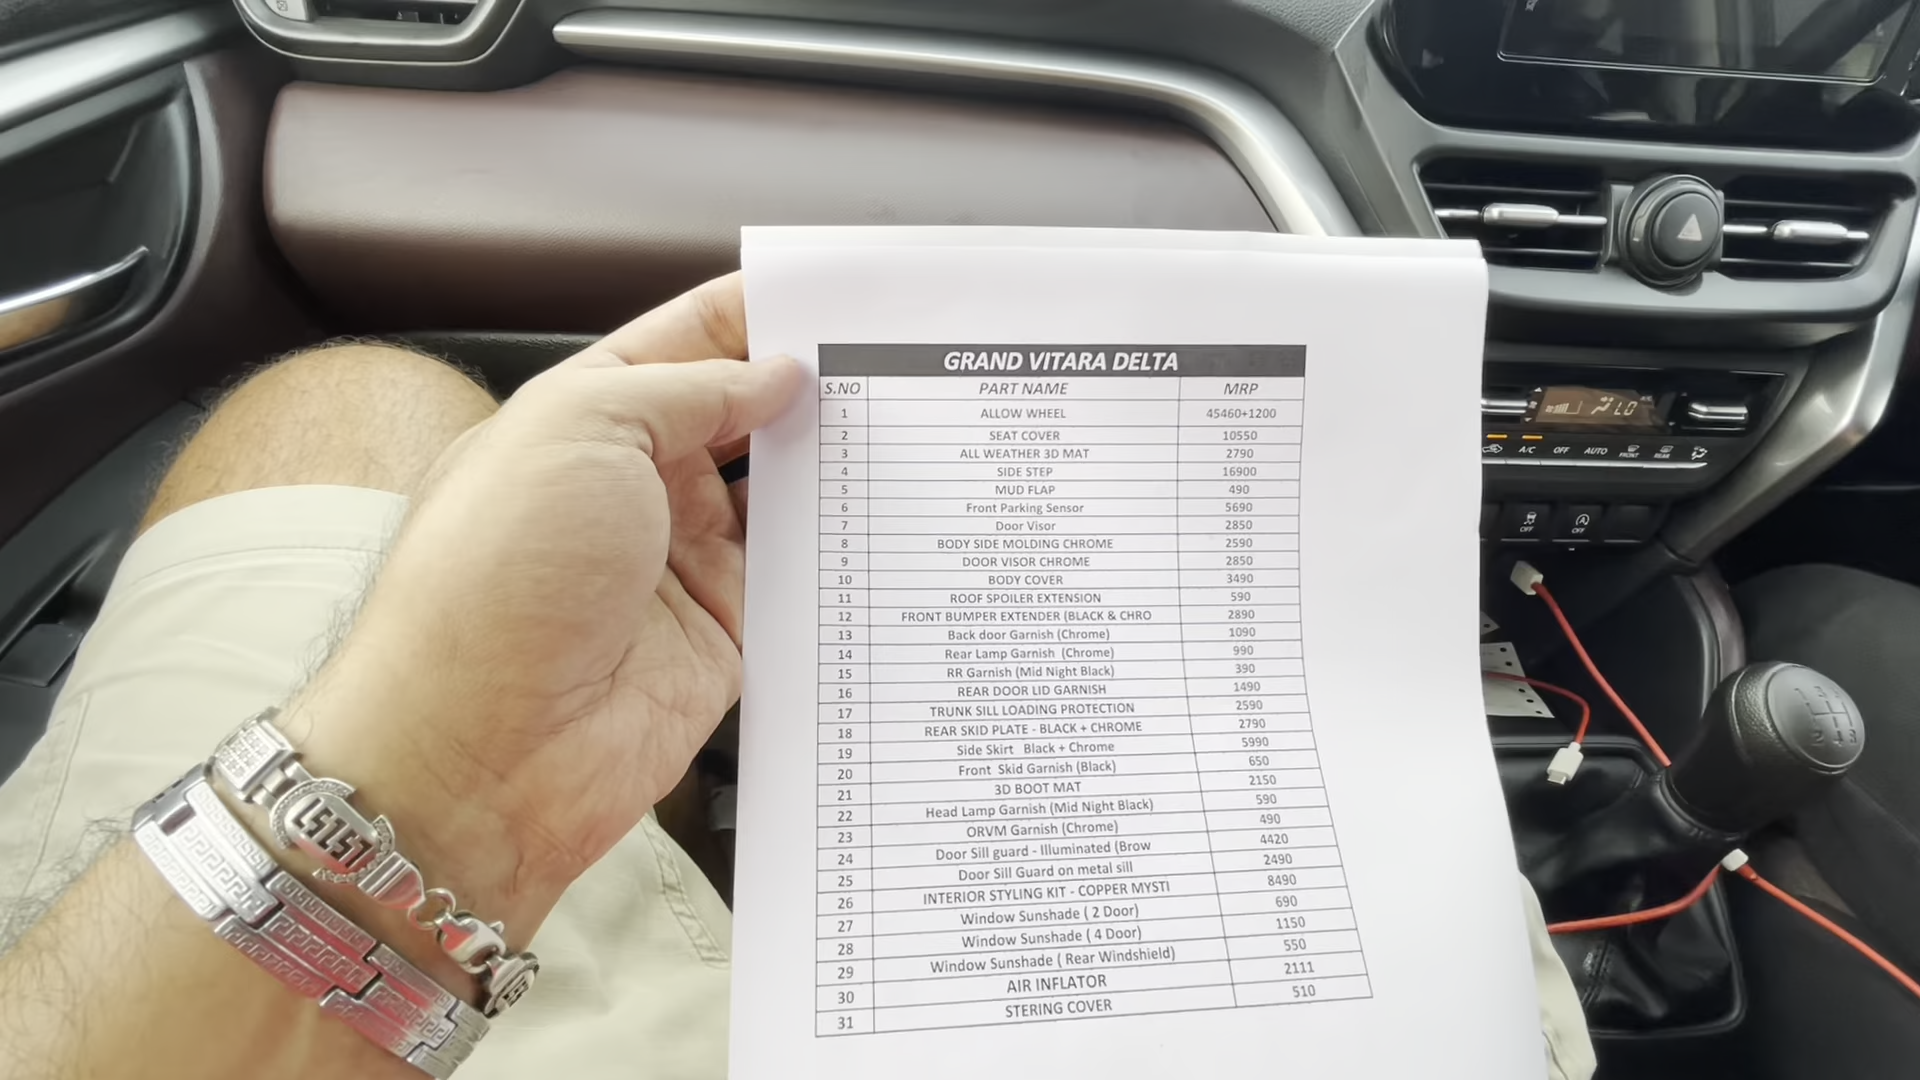 GRAND VITARA DELTA
S.NO PART NAME MRP
1 ALLOW WHEEL 45460+1200
2 SEAT COVER 10550
3 ALL WEATHER 3D MAT 2790
4 SIDE STEP 16900
5 MUD FLAP 490
6 Front Parking Sensor 5690
7 Door Visor 2850
8 BODY SIDE MOLDING CHROME 2590
9 DOOR VISOR CHROME 2850
10 BODY COVER 3490
11 ROOF SPOILER EXTENSION 590
12 FRONT BUMPER EXTENDER (BLACK & CHRO 2890
13 Back door Garnish (Chrome) 1090
14 Rear Lamp Garnish (Chrome) 990
15 RR Garnish (Mid Night Black) 390
16 REAR DOOR LID GARNISH 1490
17 TRUNK SILL LOADING PROTECTION 2590
18 REAR SKID PLATE - BLACK + CHROME 2790
19 Side Skirt Black + Chrome 5990
20 Front Skid Garnish (Black) 650
21 3D BOOT MAT 2150
22 Head Lamp Garnish (Mid Night Black) 590
23 ORVM Garnish (Chrome) 490
24 Door Sill guard - Illuminated (Brow 4420
25 Door Sill Guard on metal sill 2490
26 INTERIOR STYLING KIT - COPPER MYSTI 8490
27 Window Sunshade ( 2 Door) 690
28 Window Sunshade ( 4 Door) 1150
29 Window Sunshade ( Rear Windshield) 550
30 AIR INFLATOR 2111
31 STERING COVER 510
LO
A/C OFF AUTO FRONT REAR
OFF OFF